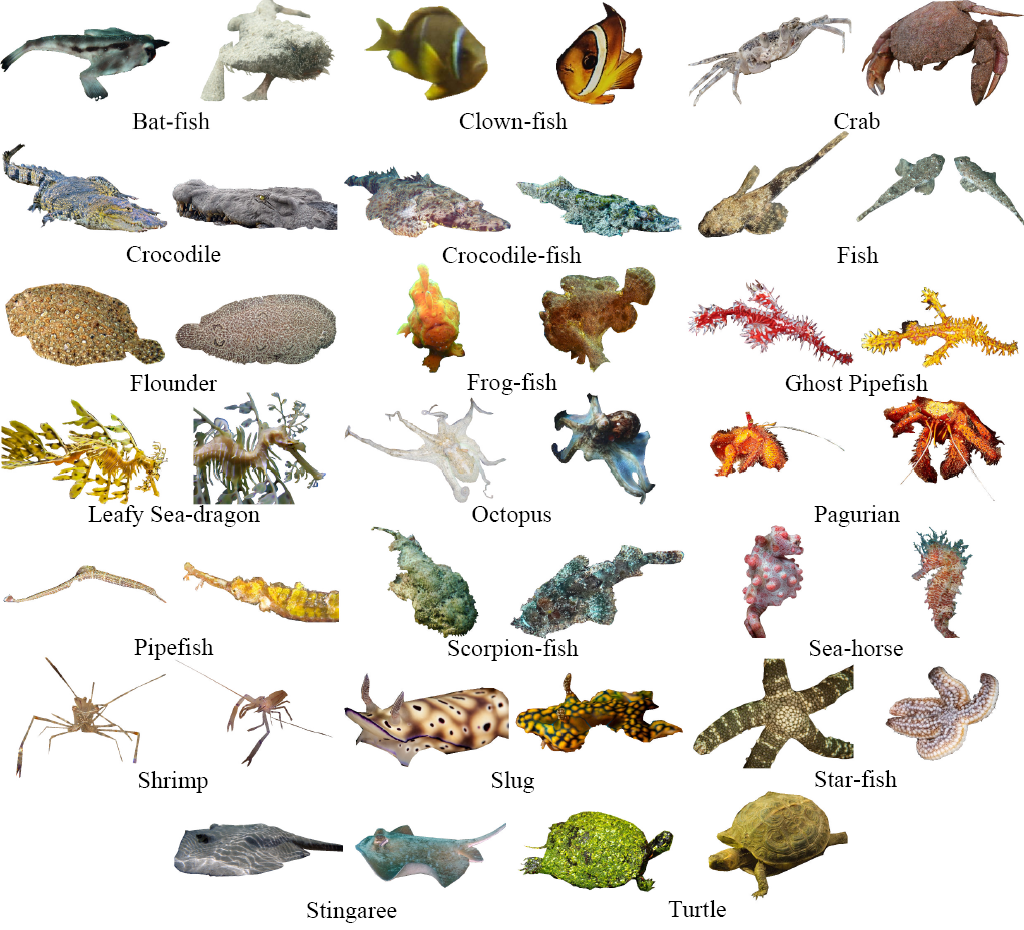 Bat-fish
Clown-fish
Crab
Crocodile
Crocodile-fish
Fish
Flounder
Frog-fish
Ghost Pipefish
Leafy Sea-dragon
Octopus
Pagurian
Pipefish
Scorpion-fish
Sea-horse
Shrimp
Slug
Star-fish
Stingaree
Turtle